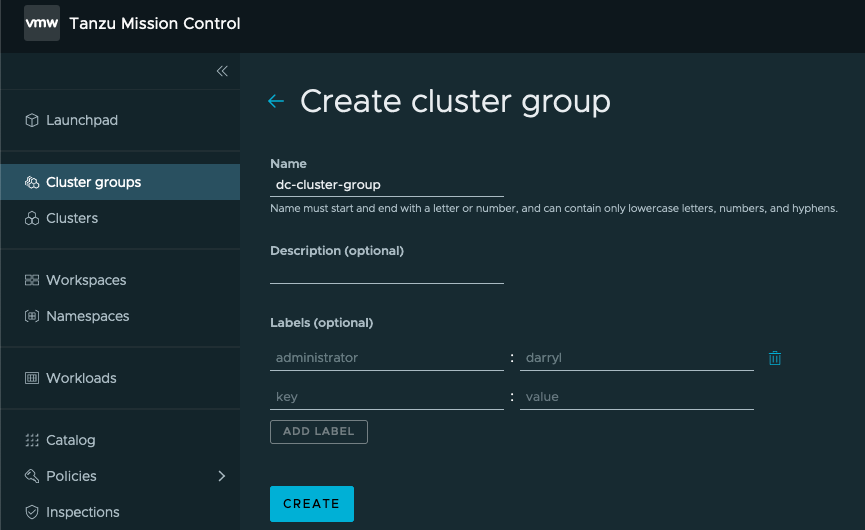 vmw Tanzu Mission Control
Launchpad
Cluster groups
Clusters
Workspaces
Namespaces
Workloads
Catalog
Policies
Inspections
Create cluster group
Name
dc-cluster-group
Name must start and end with a letter or number, and can contain only lowercase letters, numbers, and hyphens.
Description (optional)
Labels (optional)
administrator : darryl
key : value
ADD LABEL
CREATE